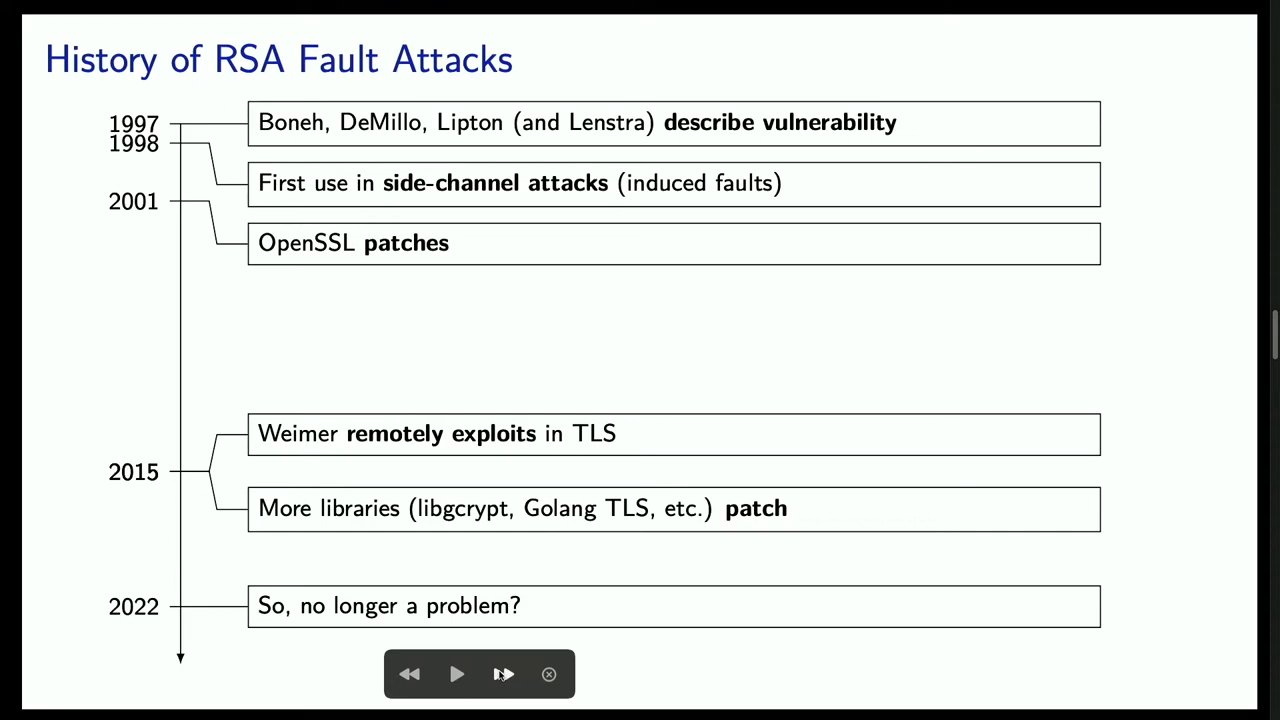 History of RSA Fault Attacks
1997
Boneh, DeMillo, Lipton (and Lenstra) describe vulnerability
1998
First use in side-channel attacks (induced faults)
2001
OpenSSL patches
Weimer remotely exploits in TLS
2015
More libraries (libgcrypt, Golang TLS, etc.) patch
2022
So, no longer a problem?